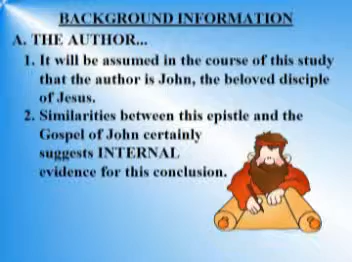 BACKGROUND INFORMATION
A. THE AUTHOR...
1. It will be assumed in the course of this study
that the author is John, the beloved disciple
of Jesus.
2. Similarities between this epistle and the
Gospel of John certainly
suggests INTERNAL
evidence for this conclusion.